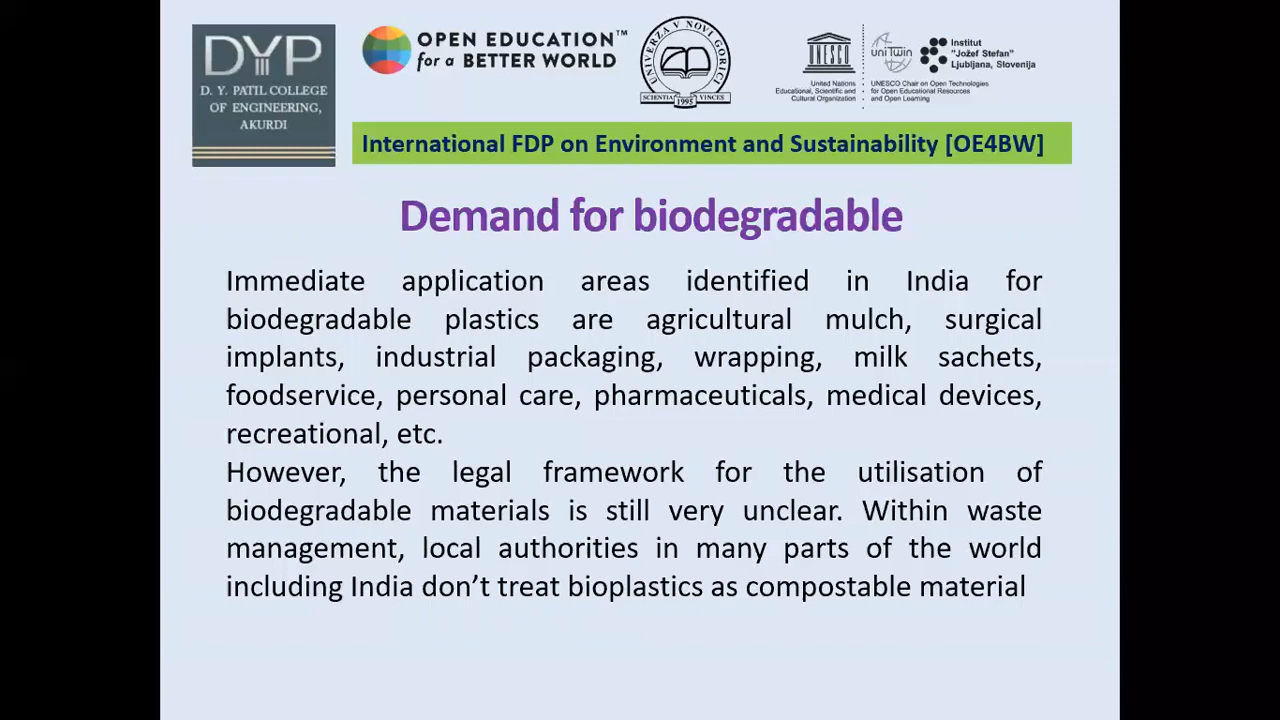 DYP
D. Y. PATIL COLLEGE
OF ENGINEERING,
AKURDI
OPEN EDUCATION™
for a BETTER WORLD
UNIVERZA V NOVI GORICI
SCIENTIA VINCES
1995
UNESCO
United Nations
Educational, Scientific and
Cultural Organization
uniTwin
Institut
"Jožef Stefan"
Ljubljana, Slovenija
UNESCO Chair on Open Technologies
for Open Educational Resources
and Open Learning
International FDP on Environment and Sustainability [OE4BW]
Demand for biodegradable
Immediate application areas identified in India for
biodegradable plastics are agricultural mulch, surgical
implants, industrial packaging, wrapping, milk sachets,
foodservice, personal care, pharmaceuticals, medical devices,
recreational, etc.
However, the legal framework for the utilisation of
biodegradable materials is still very unclear. Within waste
management, local authorities in many parts of the world
including India don’t treat bioplastics as compostable material